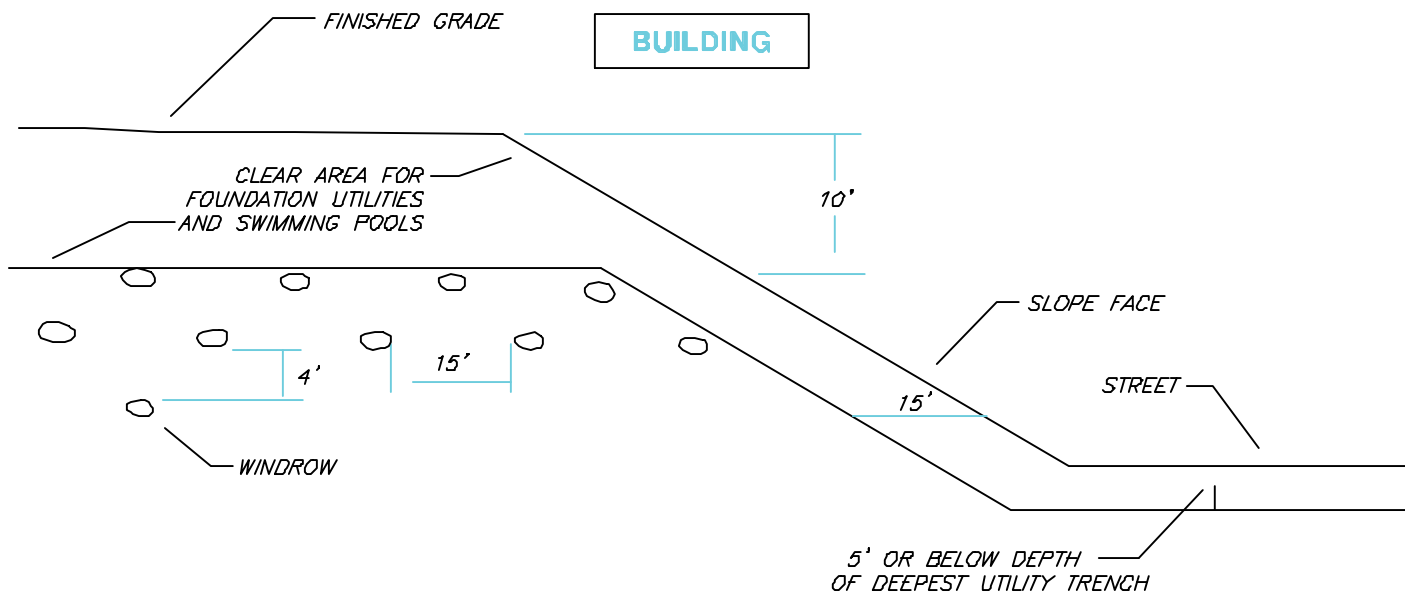 FINISHED GRADE
BUILDING
CLEAR AREA FOR
FOUNDATION UTILITIES
AND SWIMMING POOLS
10'
SLOPE FACE
4'
15'
STREET
15'
WINDROW
5' OR BELOW DEPTH
OF DEEPEST UTILITY TRENCH